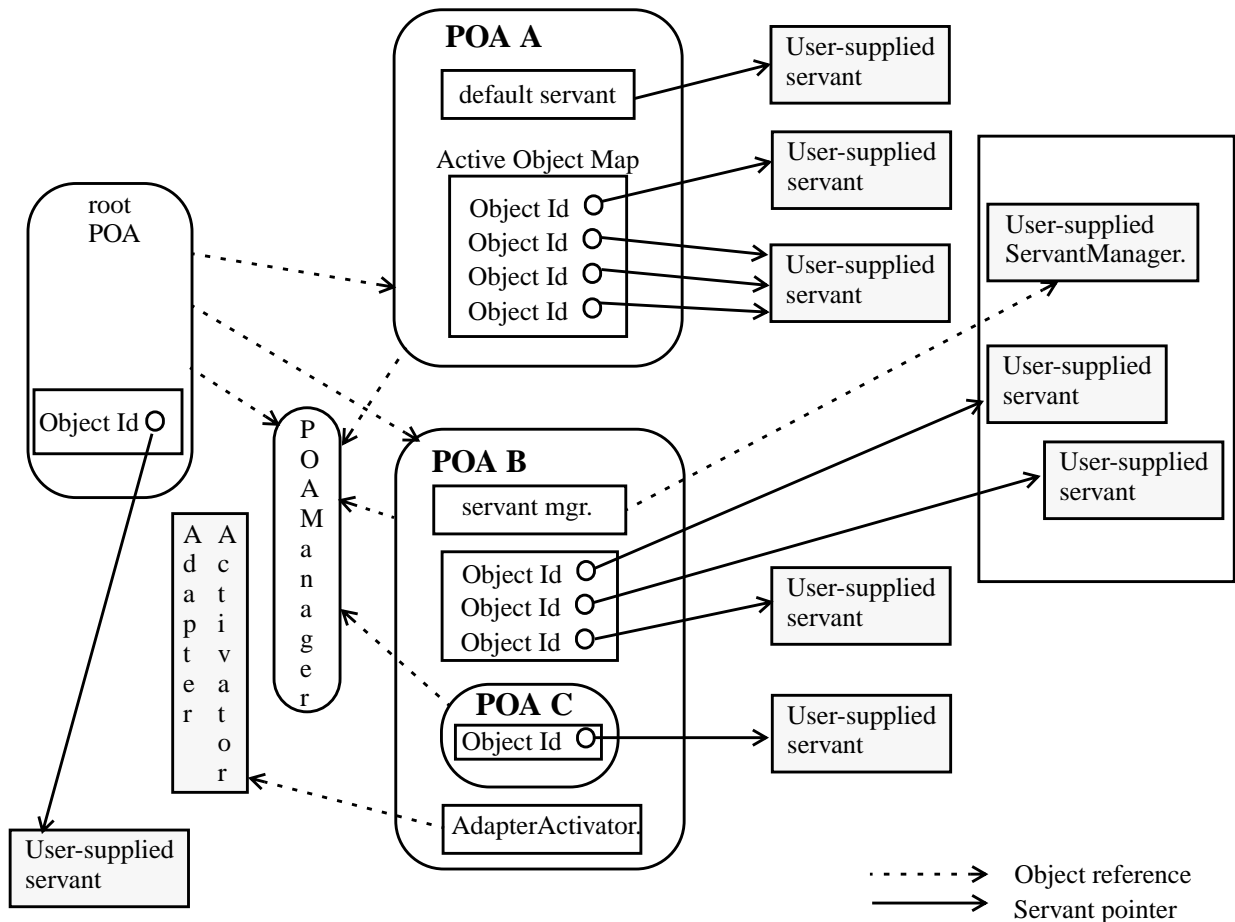 POA A
default servant
Active Object Map
Object Id
Object Id
Object Id
Object Id
User-supplied
servant
User-supplied
servant
User-supplied
servant
root
POA
Object Id
POAManager
Adapter
Activator
User-supplied
servant
POA B
servant mgr.
Object Id
Object Id
Object Id
POA C
Object Id
AdapterActivator.
User-supplied
ServantManager.
User-supplied
servant
User-supplied
servant
User-supplied
servant
User-supplied
servant
Object reference
Servant pointer